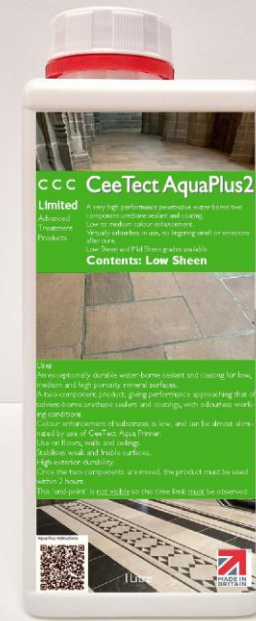 CCC CeeTect AquaPlus2
Limited
Advanced
Treatment
Products
A very high performance penetrative water-borne two
component urethane sealant and coating.
Low to medium colour enhancement.
Virtually odourless in use, no lingering smell or emissions
after cure.
Low Sheen and Mid Sheen grades available
Contents: Low Sheen
Uses
An exceptionally durable water-borne sealant and coating for low,
medium and high porosity mineral surfaces.
A two-component product, giving performance approaching that of
solvent-borne urethane sealers and coatings, with odourless work-
ing conditions.
Colour enhancement of substrates is low, and can be almost elimi-
nated by use of CeeTect Aqua Primer.
Use on floors, walls and ceilings.
Stabilises weak and friable surfaces.
High exterior durability.
Once the two components are mixed, the product must be used
within 2 hours.
This 'end-point' is not visible so this time limit must be observed
Aqua Plus instructions
1 Litre
MADE IN
BRITAIN